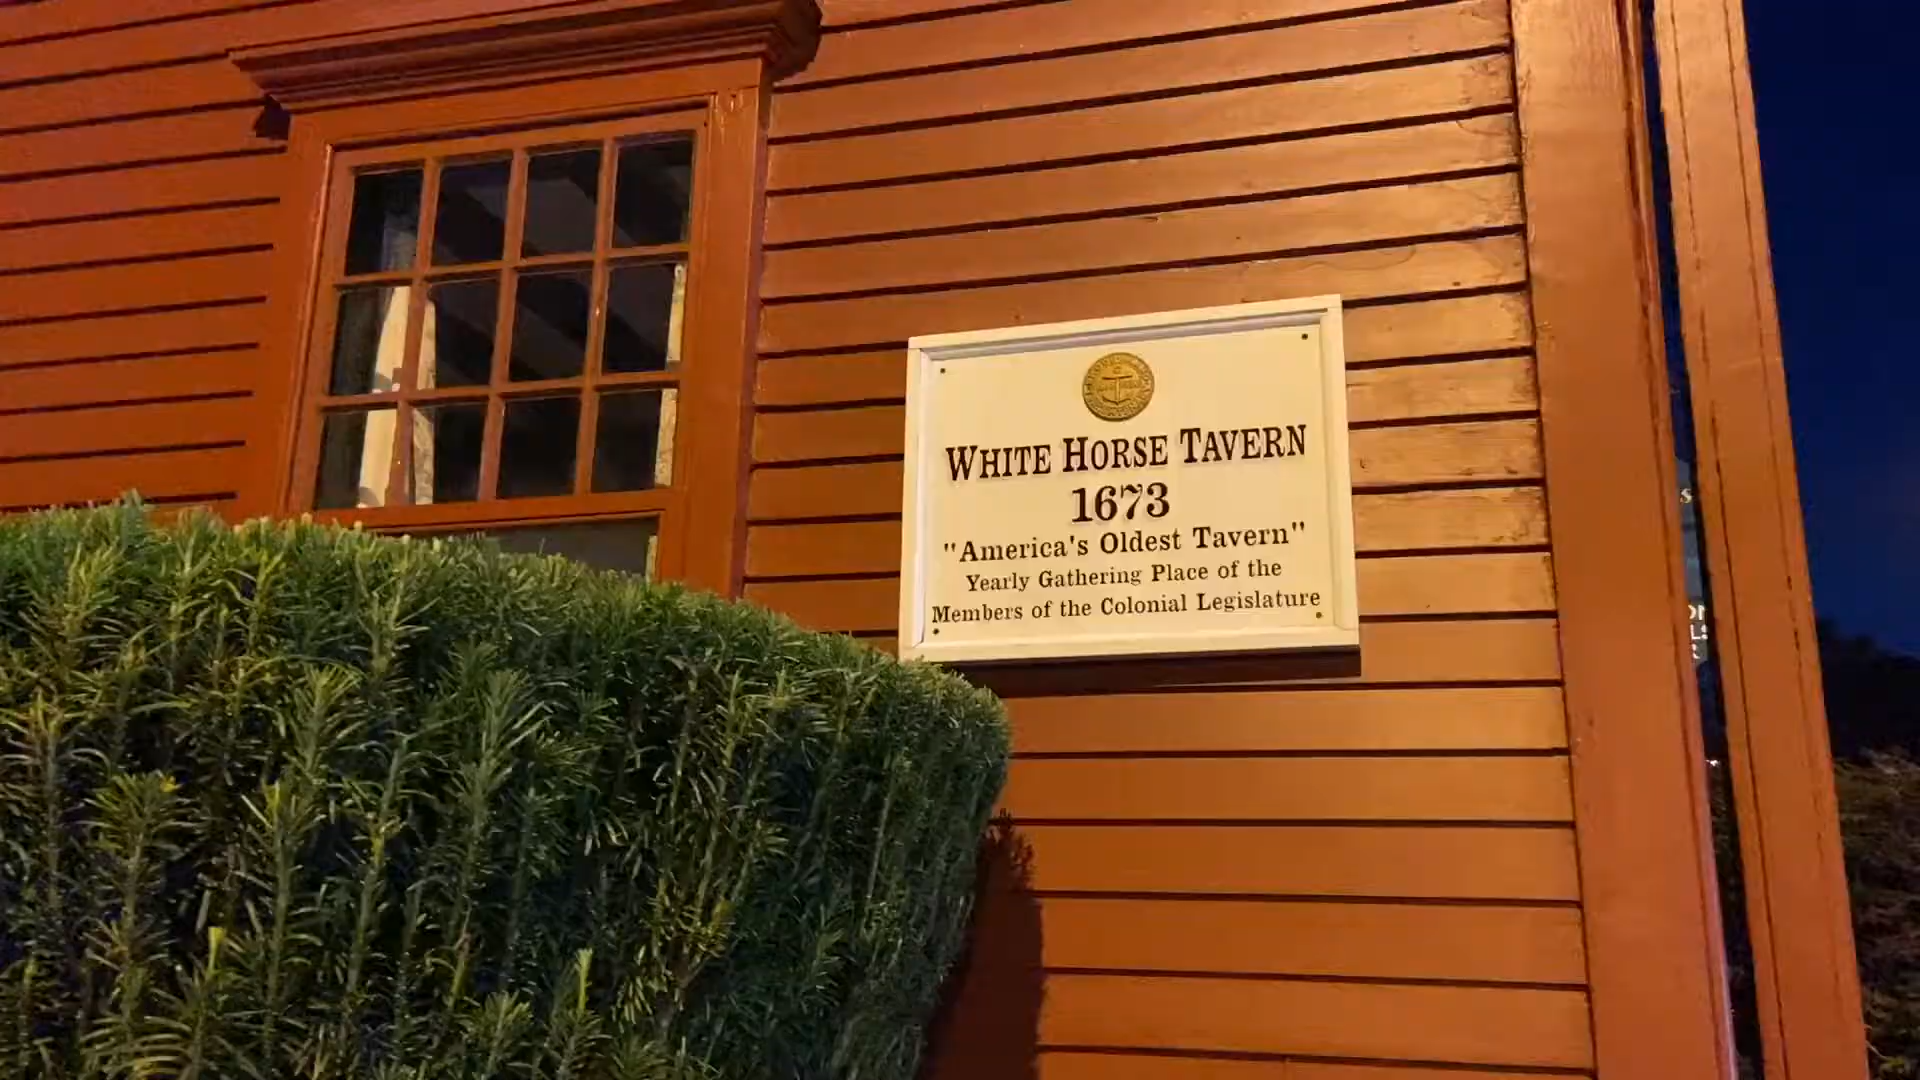 WHITE HORSE TAVERN
1673
"America's Oldest Tavern"
Yearly Gathering Place of the
Members of the Colonial Legislature